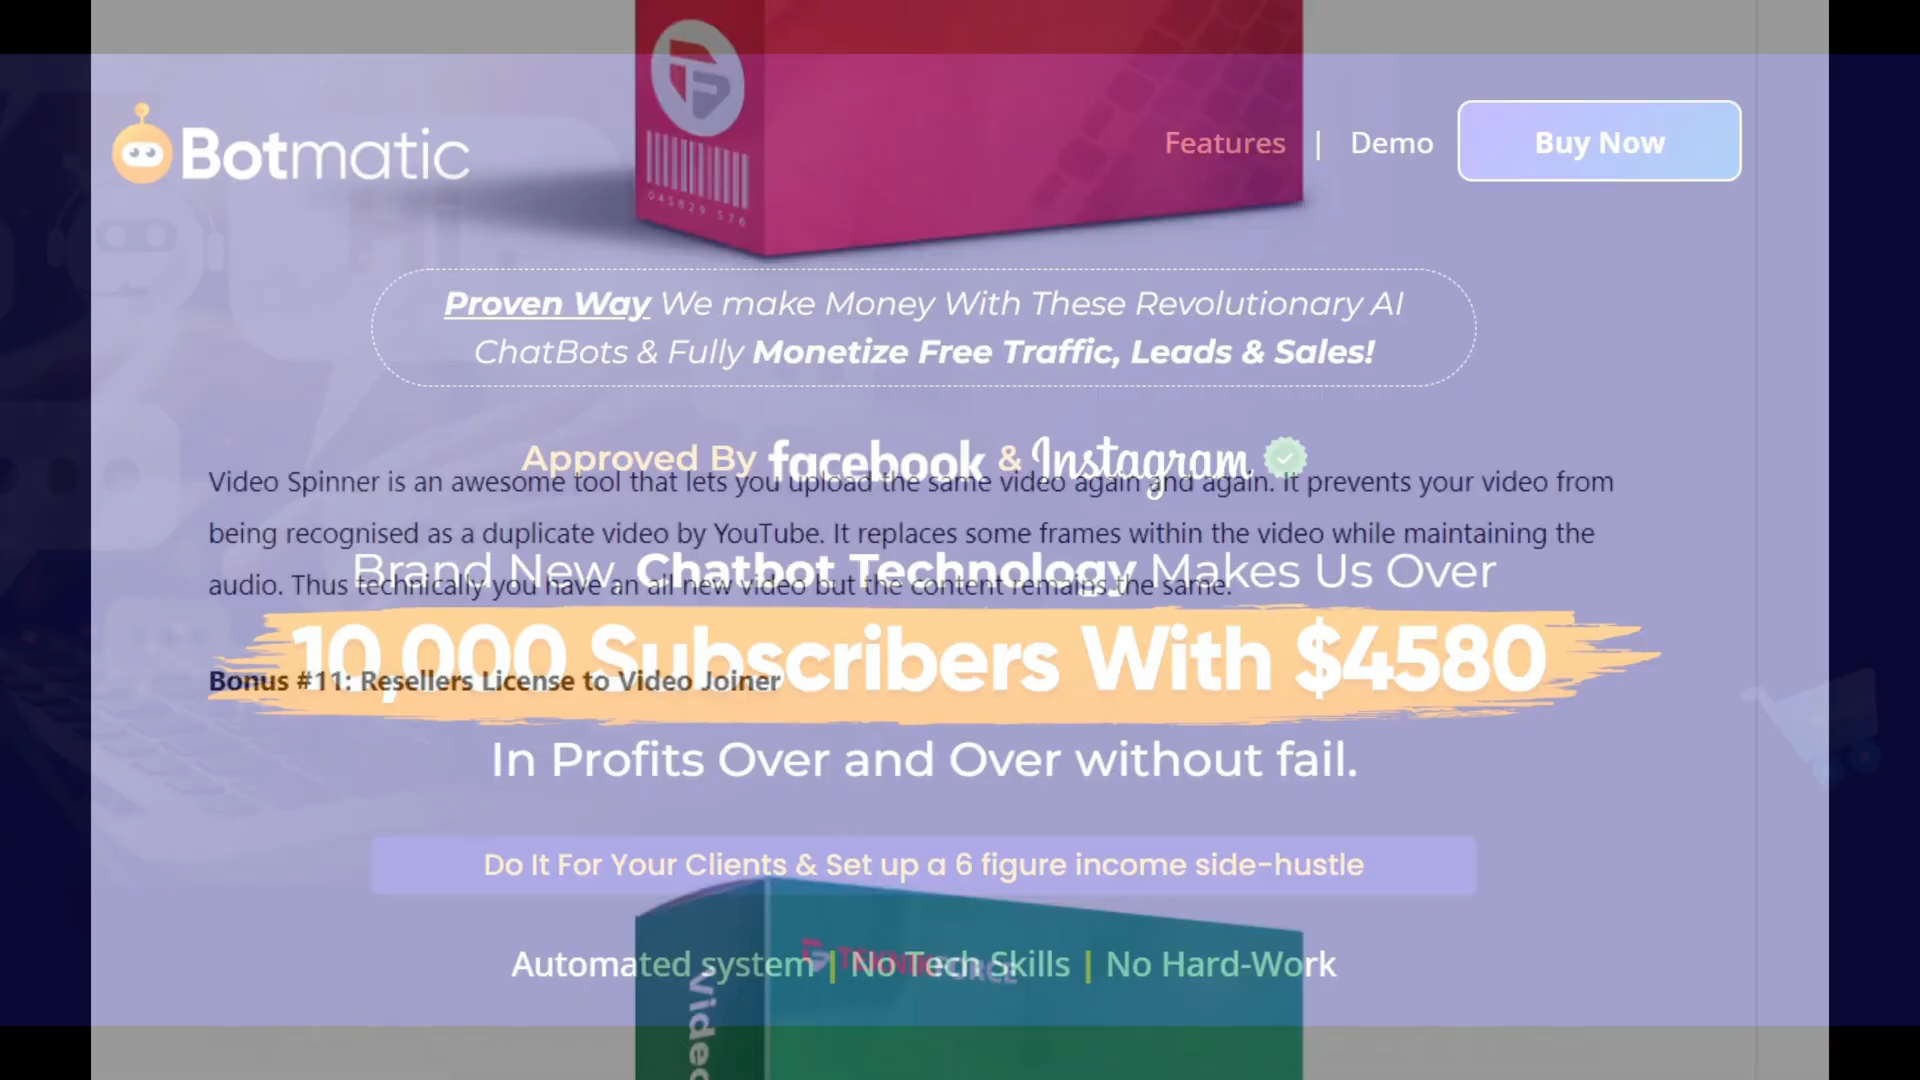 Botmatic
Features | Demo
Buy Now
045829 576
Hi
Proven Way We make Money With These Revolutionary AI
ChatBots & Fully Monetize Free Traffic, Leads & Sales!
Approved By facebook & Instagram
Video Spinner is an awesome tool that lets you upload the same video again and again. It prevents your video from
being recognised as a duplicate video by YouTube. It replaces some frames within the video while maintaining the
audio. Thus technically you have an all new video but the content remains the same.
Brand New, Chatbot Technology Makes Us Over
10,000 Subscribers With $4580
Bonus #11: Resellers License to Video Joiner
In Profits Over and Over without fail.
Do It For Your Clients & Set up a 6 figure income side-hustle
TEKNIKFORCE
Automated system | No Tech Skills | No Hard-Work
Video